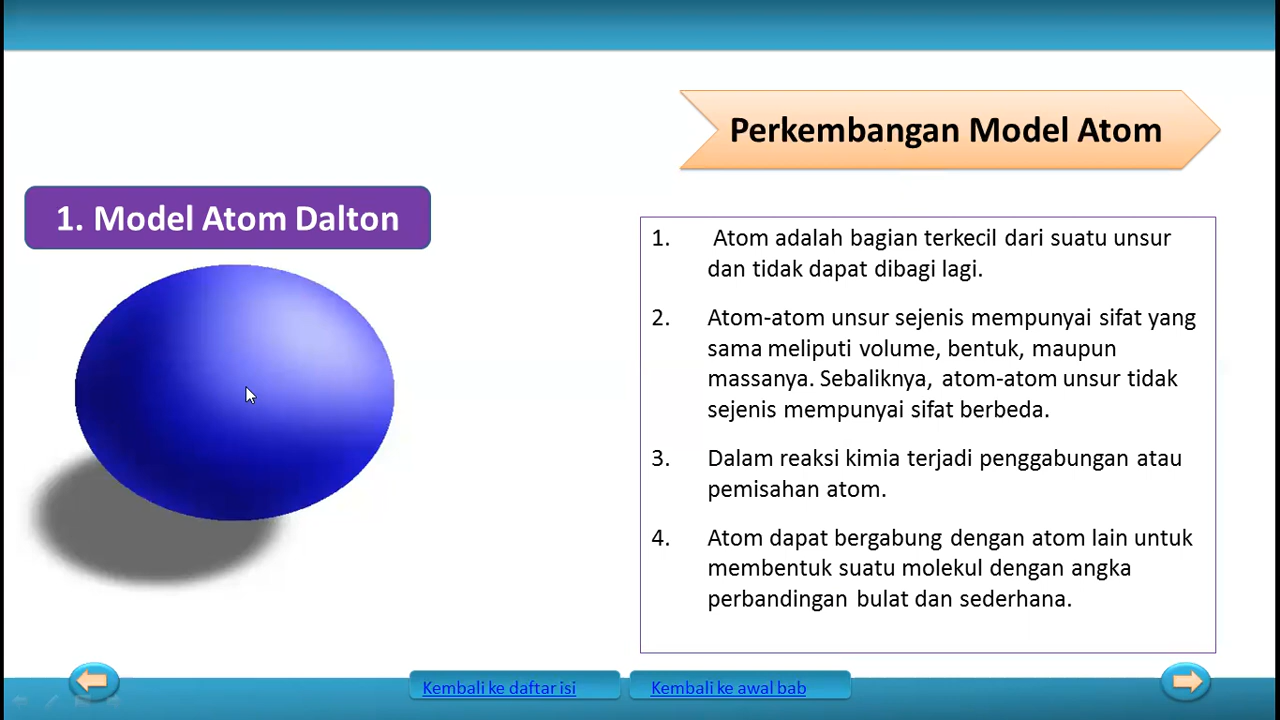 Perkembangan Model Atom
1. Model Atom Dalton
1. Atom adalah bagian terkecil dari suatu unsur
dan tidak dapat dibagi lagi.
2. Atom-atom unsur sejenis mempunyai sifat yang
sama meliputi volume, bentuk, maupun
massanya. Sebaliknya, atom-atom unsur tidak
sejenis mempunyai sifat berbeda.
3. Dalam reaksi kimia terjadi penggabungan atau
pemisahan atom.
4. Atom dapat bergabung dengan atom lain untuk
membentuk suatu molekul dengan angka
perbandingan bulat dan sederhana.
Kembali ke daftar isi
Kembali ke awal bab